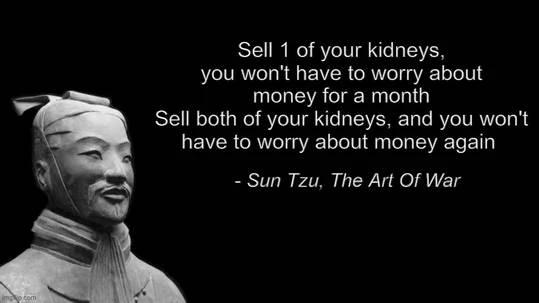 Sell 1 of your kidneys,
you won't have to worry about
money for a month
Sell both of your kidneys, and you won't
have to worry about money again
- Sun Tzu, The Art Of War
imgflip.com